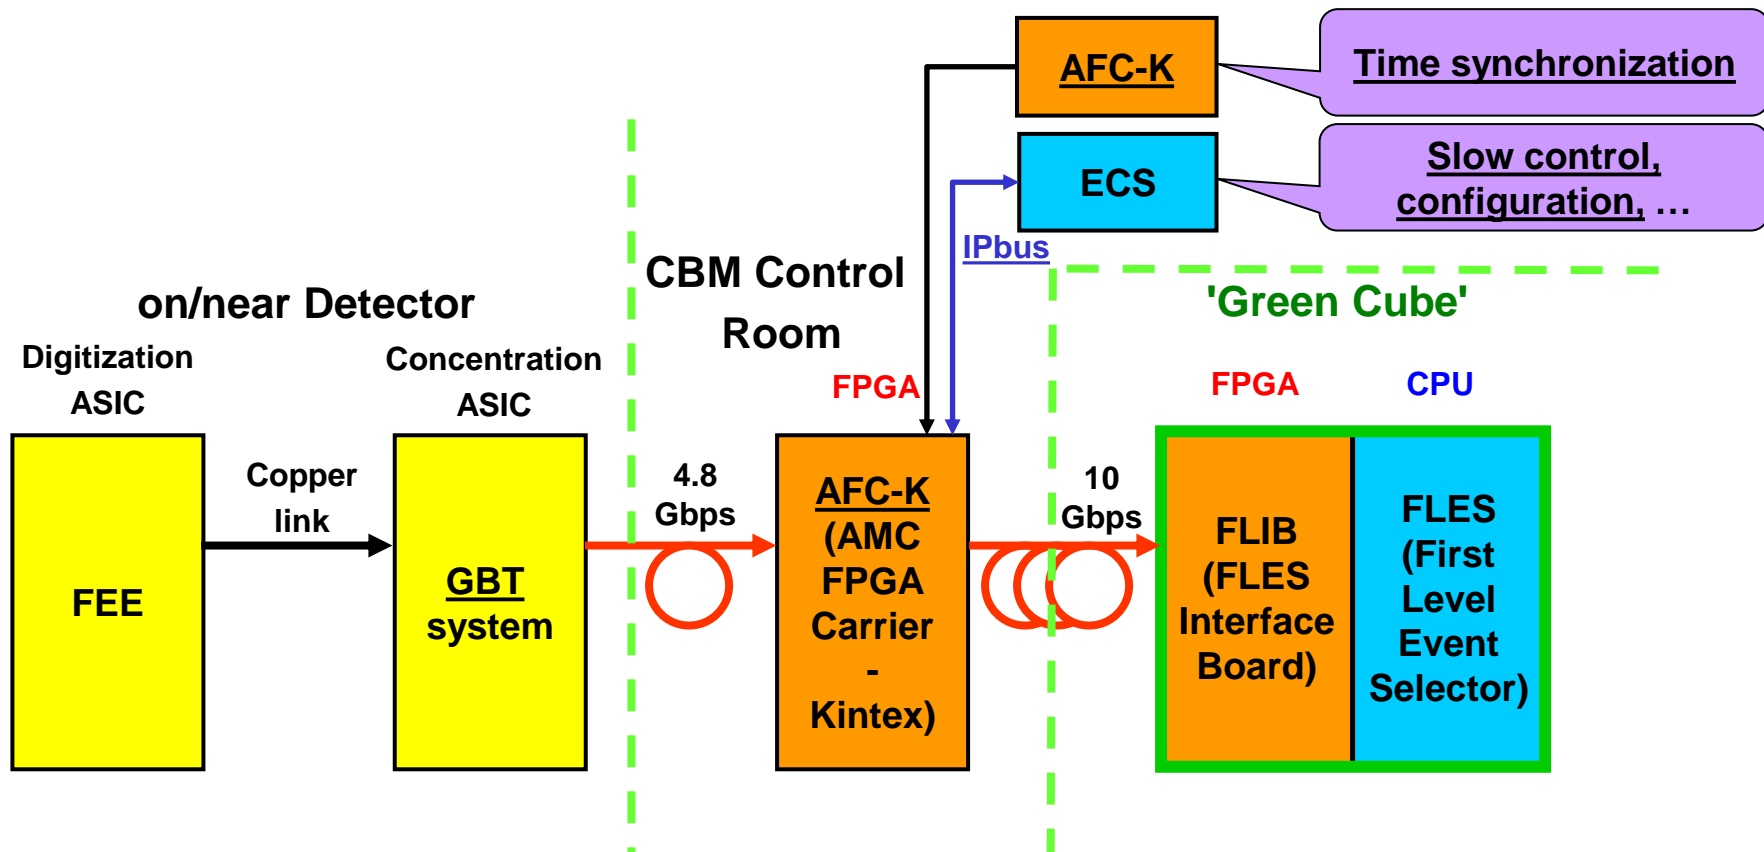 AFC-K
Time synchronization
ECS
Slow control,
configuration, …
IPbus
CBM Control
Room
'Green Cube'
on/near Detector
Digitization
ASIC
Concentration
ASIC
FPGA
FPGA
CPU
FEE
Copper
link
GBT
system
4.8
Gbps
AFC-K
(AMC
FPGA
Carrier
-
Kintex)
10
Gbps
FLIB
(FLES
Interface
Board)
FLES
(First
Level
Event
Selector)